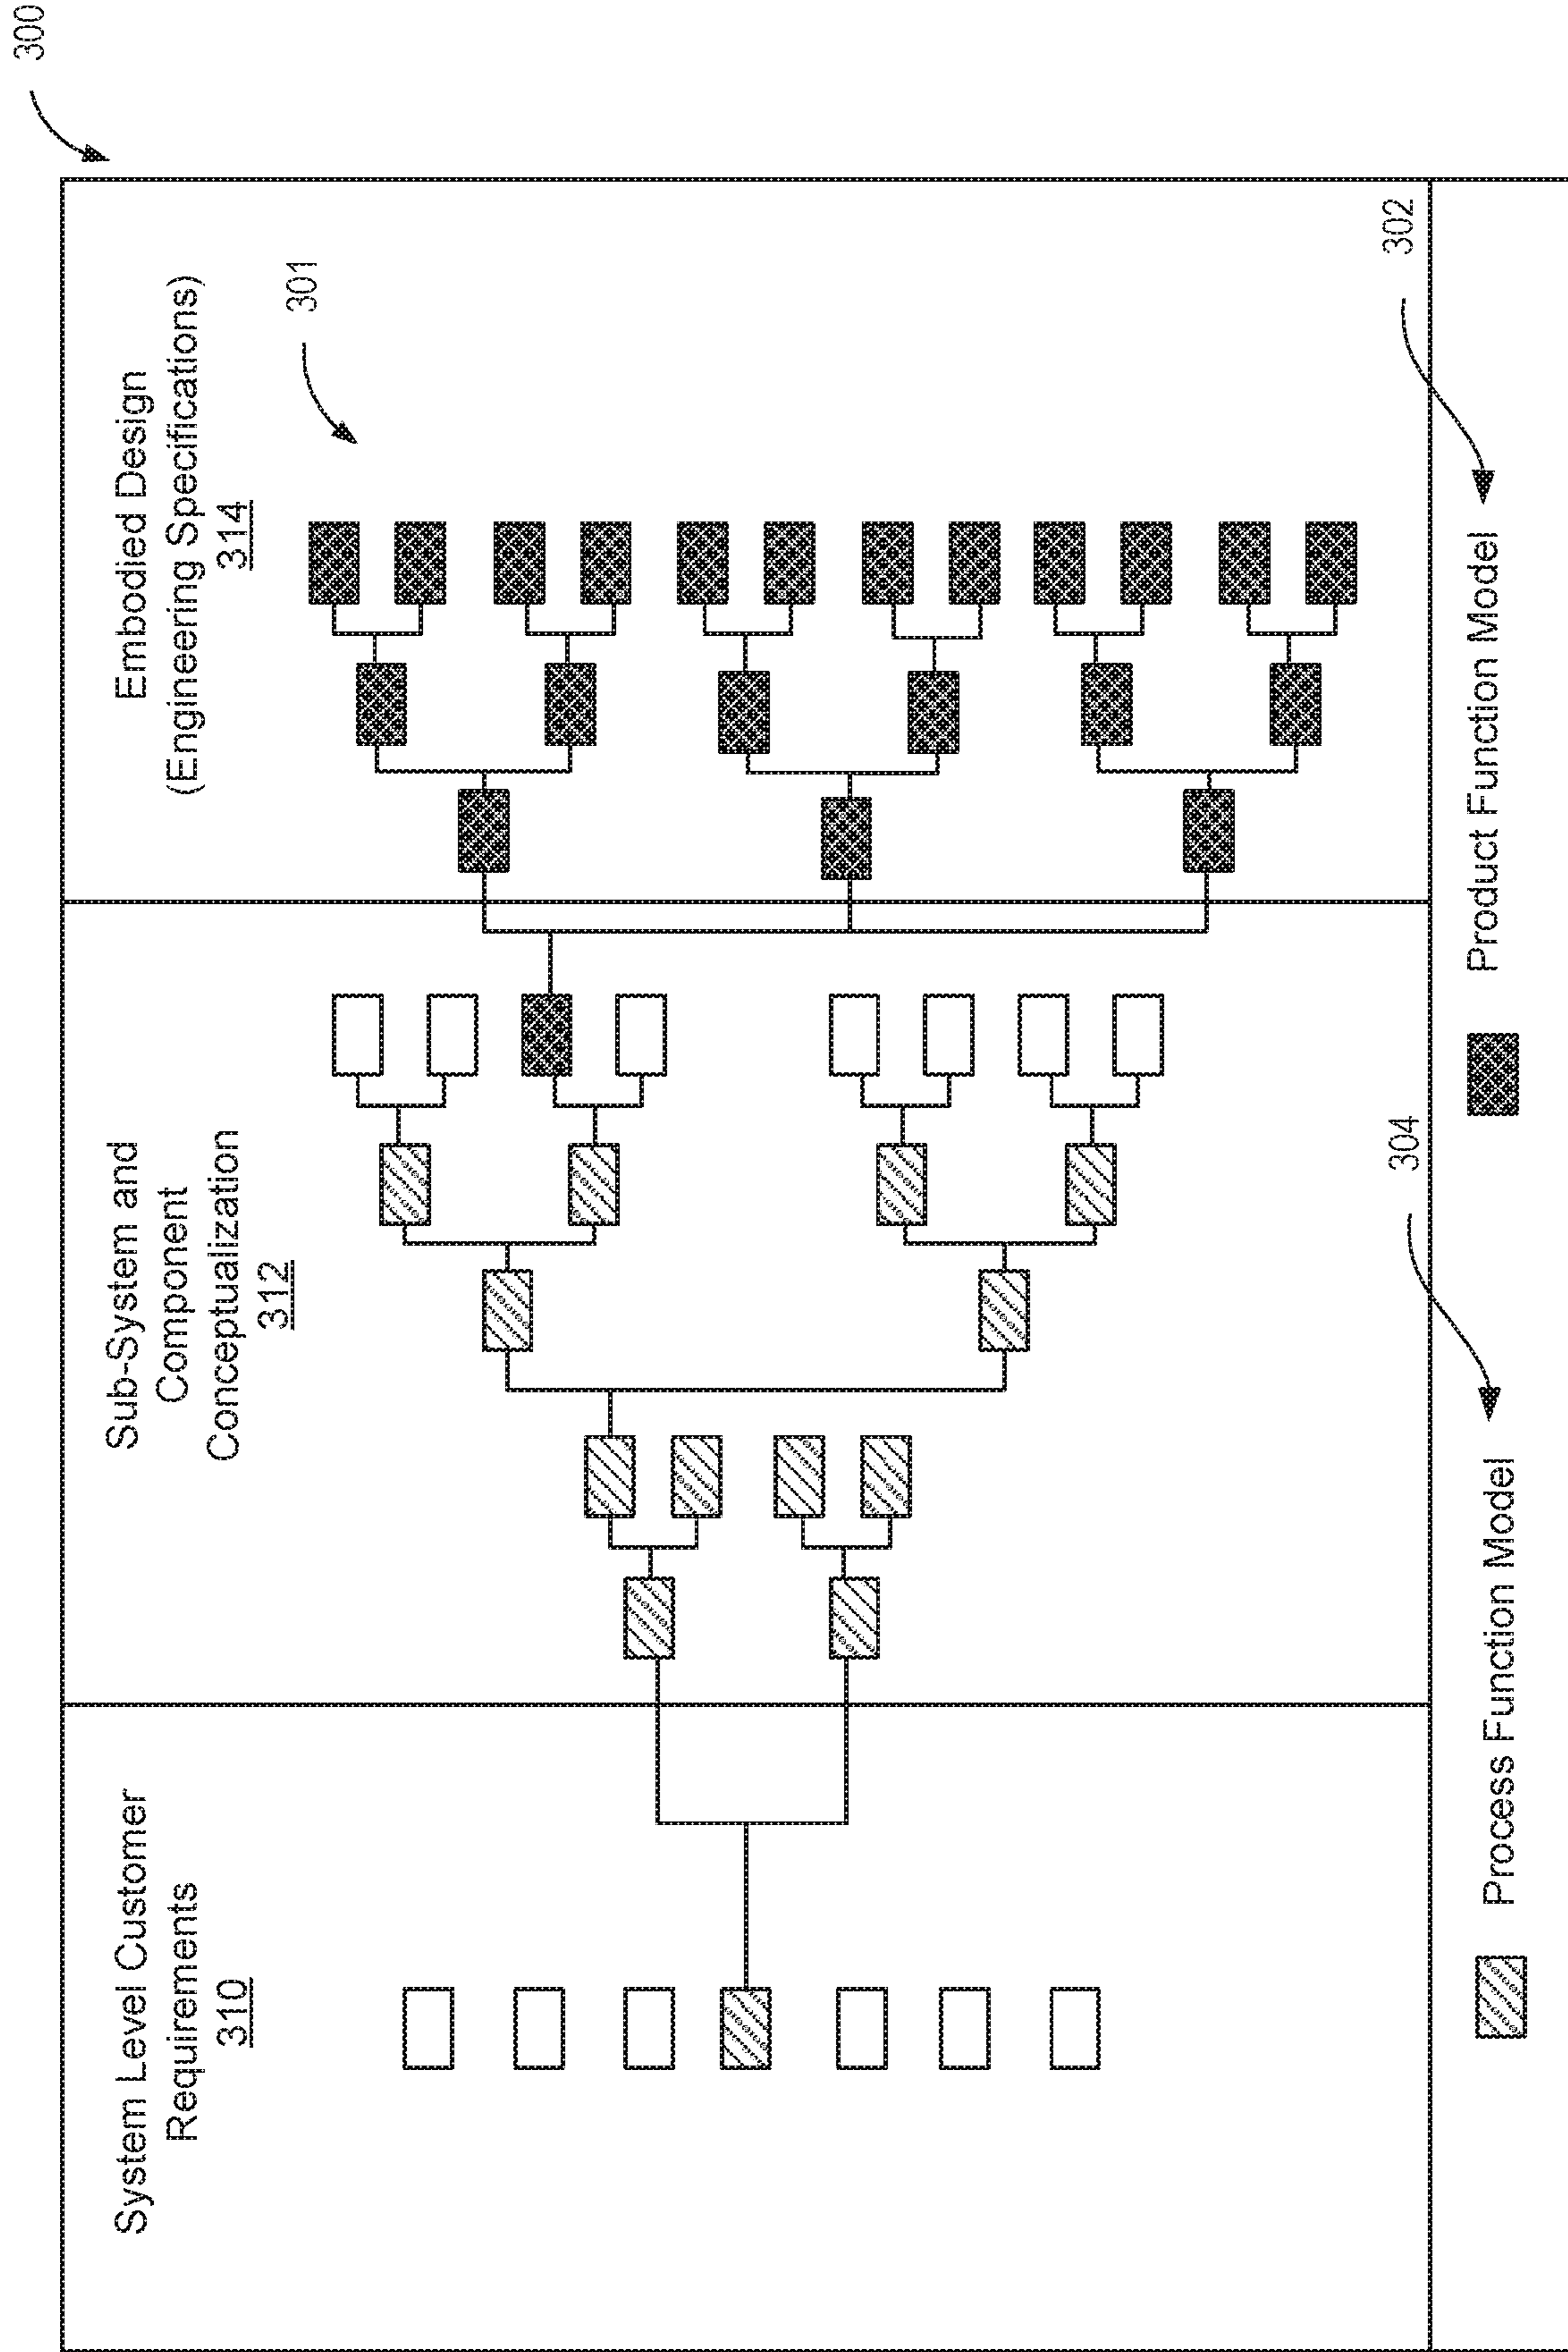 300
System Level Customer
Requirements
310
Sub-System and
Component
Conceptualization
312
Embodied Design
(Engineering Specifications)
314
301
304
302
Process Function Model
Product Function Model